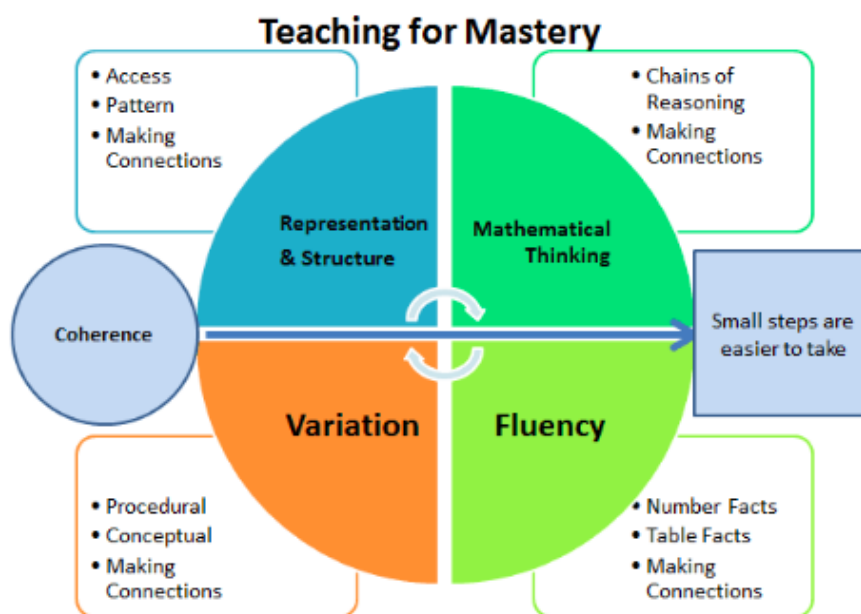 Teaching for Mastery
• Access
• Pattern
• Making
Connections
• Chains of
Reasoning
• Making
Connections
Representation
& Structure
Mathematical
Thinking
Coherence
Small steps are
easier to take
Variation
Fluency
• Procedural
• Conceptual
• Making
Connections
• Number Facts
• Table Facts
• Making
Connections